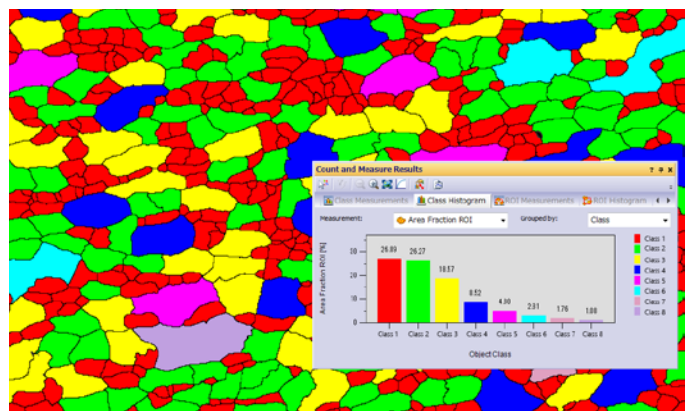 Count and Measure Results
Class Measurements Class Histogram ROI Measurements ROI Histogram
Measurement: Area Fraction ROI Grouped by: Class
Area Fraction ROI [%]
30
20
10
0
26.89 26.27 18.57 8.52 4.90 2.91 1.76 1.08
Class 1 Class 2 Class 3 Class 4 Class 5 Class 6 Class 7 Class 8
Object Class
Class 1
Class 2
Class 3
Class 4
Class 5
Class 6
Class 7
Class 8